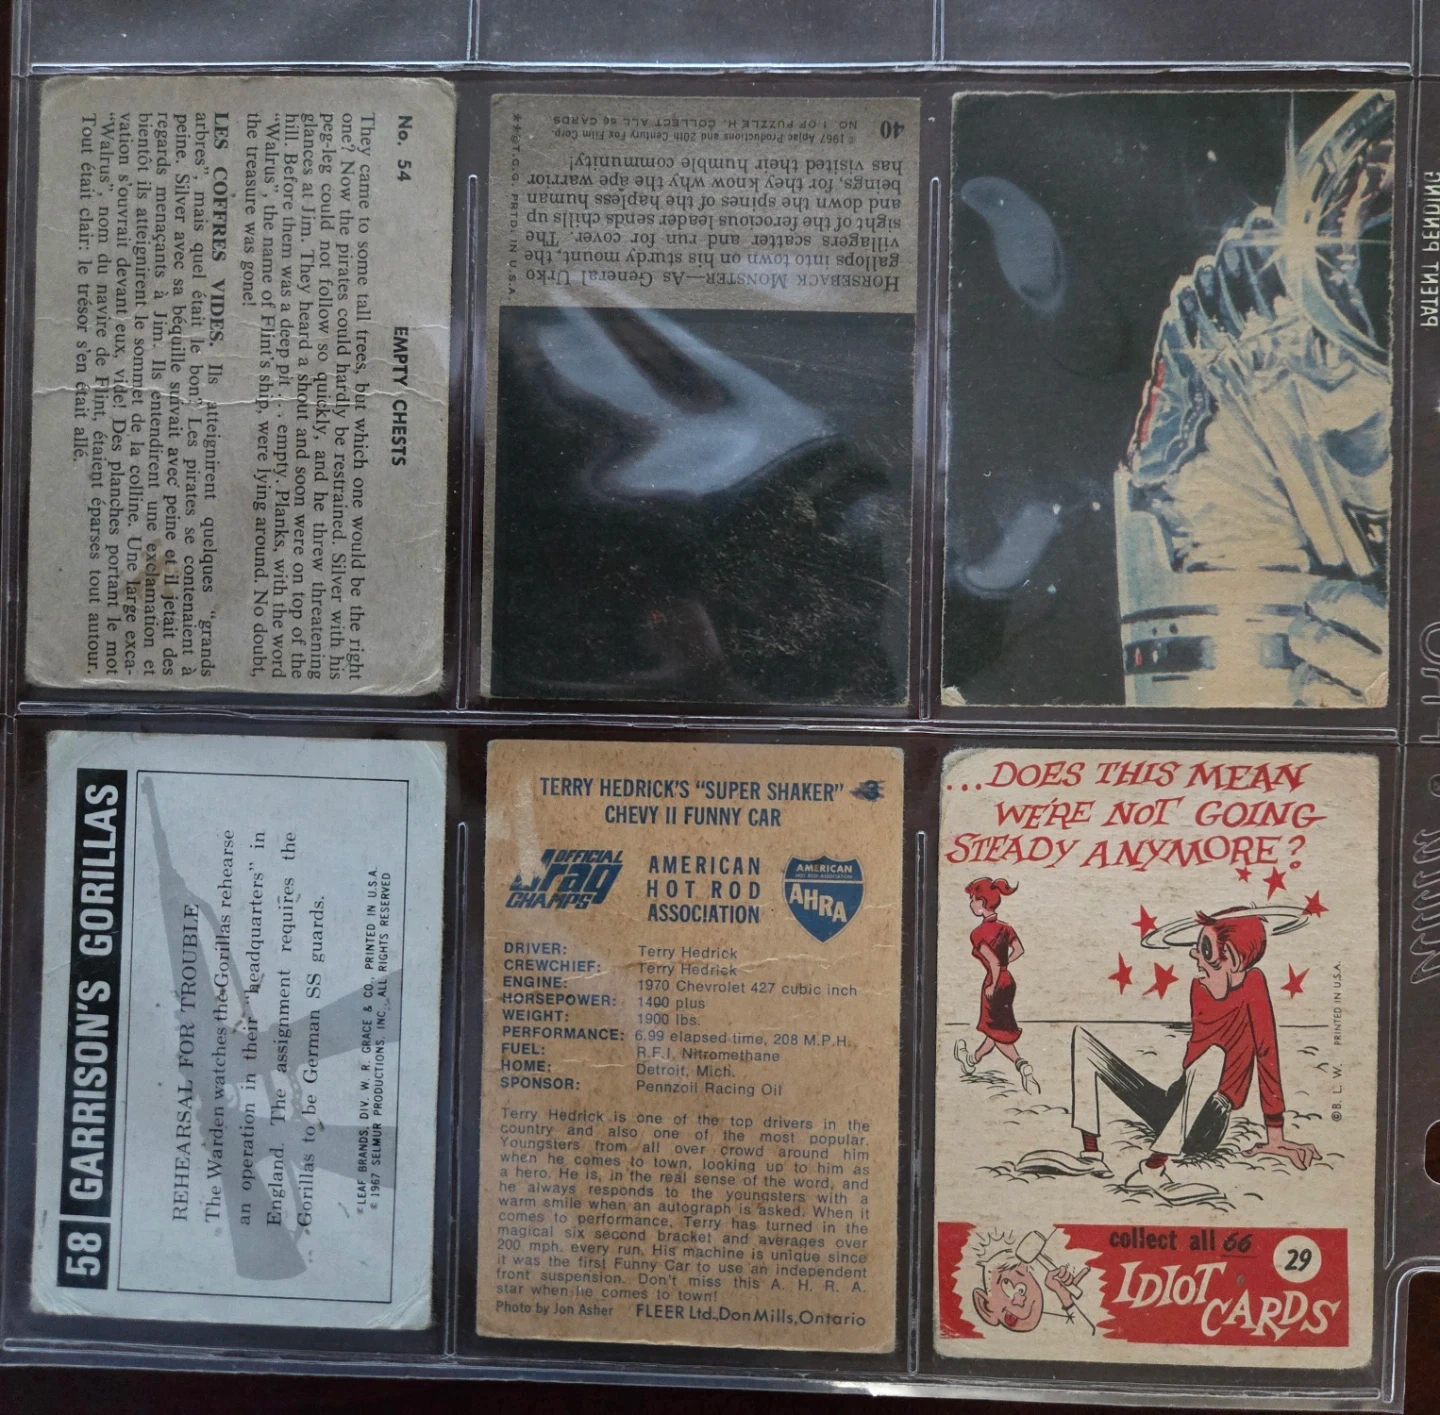 No. 54
EMPTY CHESTS
They came to some tall trees, but which one would be the right
one? Now the pirates could hardly be restrained. Silver with his
peg-leg could not follow so quickly, and he threw threatening
glances at Jim. They heard a shout and soon were on top of the
hill. Before them was a deep pit . . . empty. Planks, with the word
"Walrus", the name of Flint's ship, were lying around. No doubt,
the treasure was gone!
LES COFFRES VIDES. Ils atteignirent quelques "grands
arbres", mais quel était le bon? Les pirates se contenaient à
peine. Silver avec sa béquille suivait avec peine et il jetait des
regards menaçants à Jim. Ils entendirent une exclamation et
bientôt ils atteignirent le sommet de la colline. Une large exca-
vation s'ouvrait devant eux, vide! Des planches portant le mot
"Walrus", nom du navire de Flint, étaient éparses tout autour.
Tout était clair: le trésor s'en était allé.
HORSEBACK MONSTER—As General Urko
gallops into town on his sturdy mount, the
villagers scatter and run for cover. The
sight of the ferocious leader sends chills up
and down the spines of the hapless human
beings, for they know why the ape warrior
has visited their humble community!
40
NO. 1 OF PUZZLE H. COLLECT ALL 66 CARDS
© 1967 Apjac Productions and 20th Century Fox Film Corp.
★★© T.C.G. PRTD. IN U.S.A.
PATENT PENDING
58 GARRISON'S GORILLAS
REHEARSAL FOR TROUBLE
The Warden watches the Gorillas rehearse
an operation in their "headquarters" in
England. The assignment requires the
Gorillas to be German SS guards.
© LEAF BRANDS, DIV. W. R. GRACE & CO., PRINTED IN U.S.A.
© 1967 SELMUR PRODUCTIONS, INC., ALL RIGHTS RESERVED
TERRY HEDRICK'S "SUPER SHAKER" 3
CHEVY II FUNNY CAR
OFFICIAL
Drag
CHAMPS
AMERICAN
HOT ROD
ASSOCIATION
AMERICAN
HOT ROD ASSOCIATION
AHRA
DRIVER: Terry Hedrick
CREWCHIEF: Terry Hedrick
ENGINE: 1970 Chevrolet 427 cubic inch
HORSEPOWER: 1400 plus
WEIGHT: 1900 lbs.
PERFORMANCE: 6.99 elapsed time, 208 M.P.H.
FUEL: R.F.I. Nitromethane
HOME: Detroit, Mich.
SPONSOR: Pennzoil Racing Oil
Terry Hedrick is one of the top drivers in the
country and also one of the most popular.
Youngsters from all over crowd around him
when he comes to town, looking up to him as
a hero. He is, in the real sense of the word, and
he always responds to the youngsters with a
warm smile when an autograph is asked. When it
comes to performance, Terry has turned in the
magical six second bracket and averages over
200 mph. every run. His machine is unique since
it was the first Funny Car to use an independent
front suspension. Don't miss this A. H. R. A.
star when he comes to town!
Photo by Jon Asher FLEER Ltd., Don Mills, Ontario
...DOES THIS MEAN
WE'RE NOT GOING
STEADY ANYMORE?
© B. L. W. PRINTED IN U.S.A.
collect all 66
29
IDIOT
CARDS